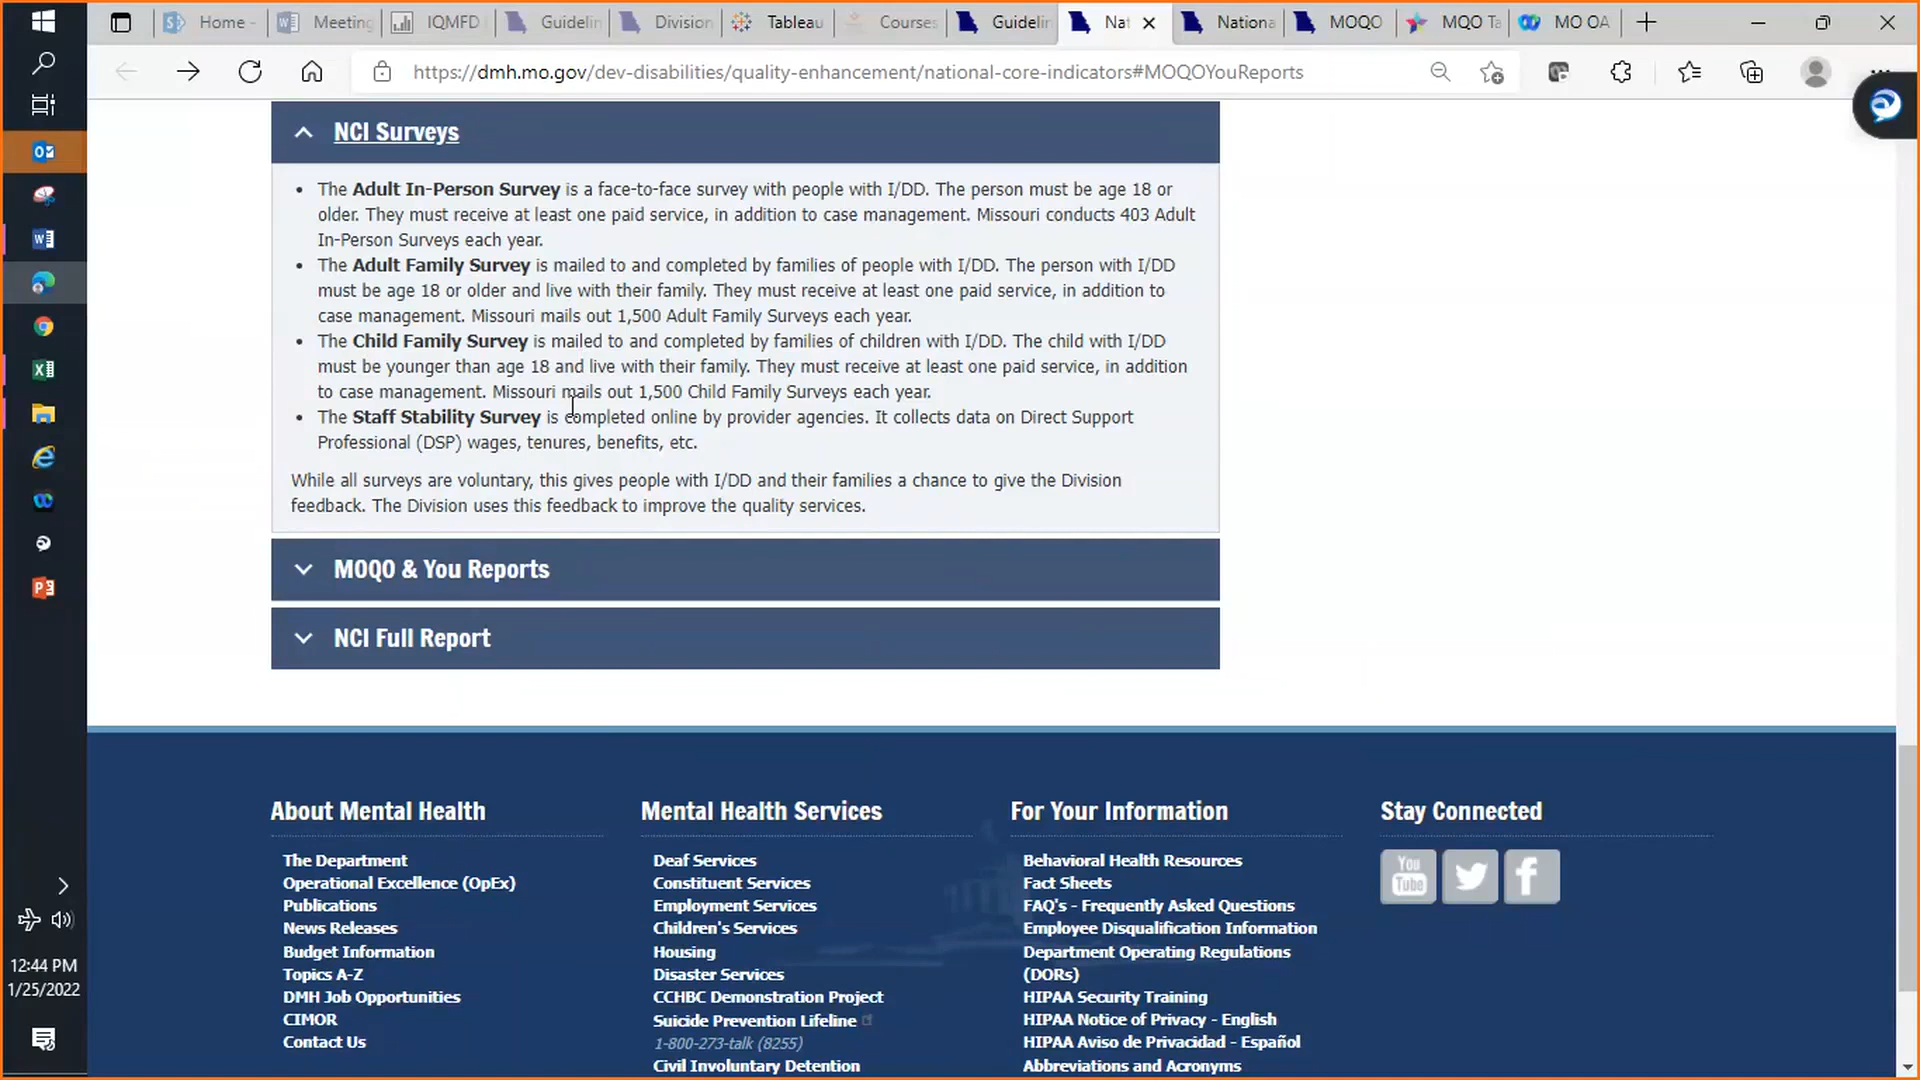 Home -
Meeting
IQMFD
Guidelin
Division
Tableau
Courses
Guidelin
Nat
Nationa
MOQO
MQO Ta
MO OA
https://dmh.mo.gov/dev-disabilities/quality-enhancement/national-core-indicators#MOQOYouReports
NCI Surveys
• The Adult In-Person Survey is a face-to-face survey with people with I/DD. The person must be age 18 or
older. They must receive at least one paid service, in addition to case management. Missouri conducts 403 Adult
In-Person Surveys each year.
• The Adult Family Survey is mailed to and completed by families of people with I/DD. The person with I/DD
must be age 18 or older and live with their family. They must receive at least one paid service, in addition to
case management. Missouri mails out 1,500 Adult Family Surveys each year.
• The Child Family Survey is mailed to and completed by families of children with I/DD. The child with I/DD
must be younger than age 18 and live with their family. They must receive at least one paid service, in addition
to case management. Missouri mails out 1,500 Child Family Surveys each year.
• The Staff Stability Survey is completed online by provider agencies. It collects data on Direct Support
Professional (DSP) wages, tenures, benefits, etc.
While all surveys are voluntary, this gives people with I/DD and their families a chance to give the Division
feedback. The Division uses this feedback to improve the quality services.
MOQO & You Reports
NCI Full Report
About Mental Health
The Department
Operational Excellence (OpEx)
Publications
News Releases
Budget Information
Topics A-Z
DMH Job Opportunities
CIMOR
Contact Us
Mental Health Services
Deaf Services
Constituent Services
Employment Services
Children's Services
Housing
Disaster Services
CCHBC Demonstration Project
Suicide Prevention Lifeline
1-800-273-talk (8255)
Civil Involuntary Detention
For Your Information
Behavioral Health Resources
Fact Sheets
FAQ's - Frequently Asked Questions
Employee Disqualification Information
Department Operating Regulations
(DORs)
HIPAA Security Training
HIPAA Notice of Privacy - English
HIPAA Aviso de Privacidad - Español
Abbreviations and Acronyms
Stay Connected
You
Tube
12:44 PM
1/25/2022